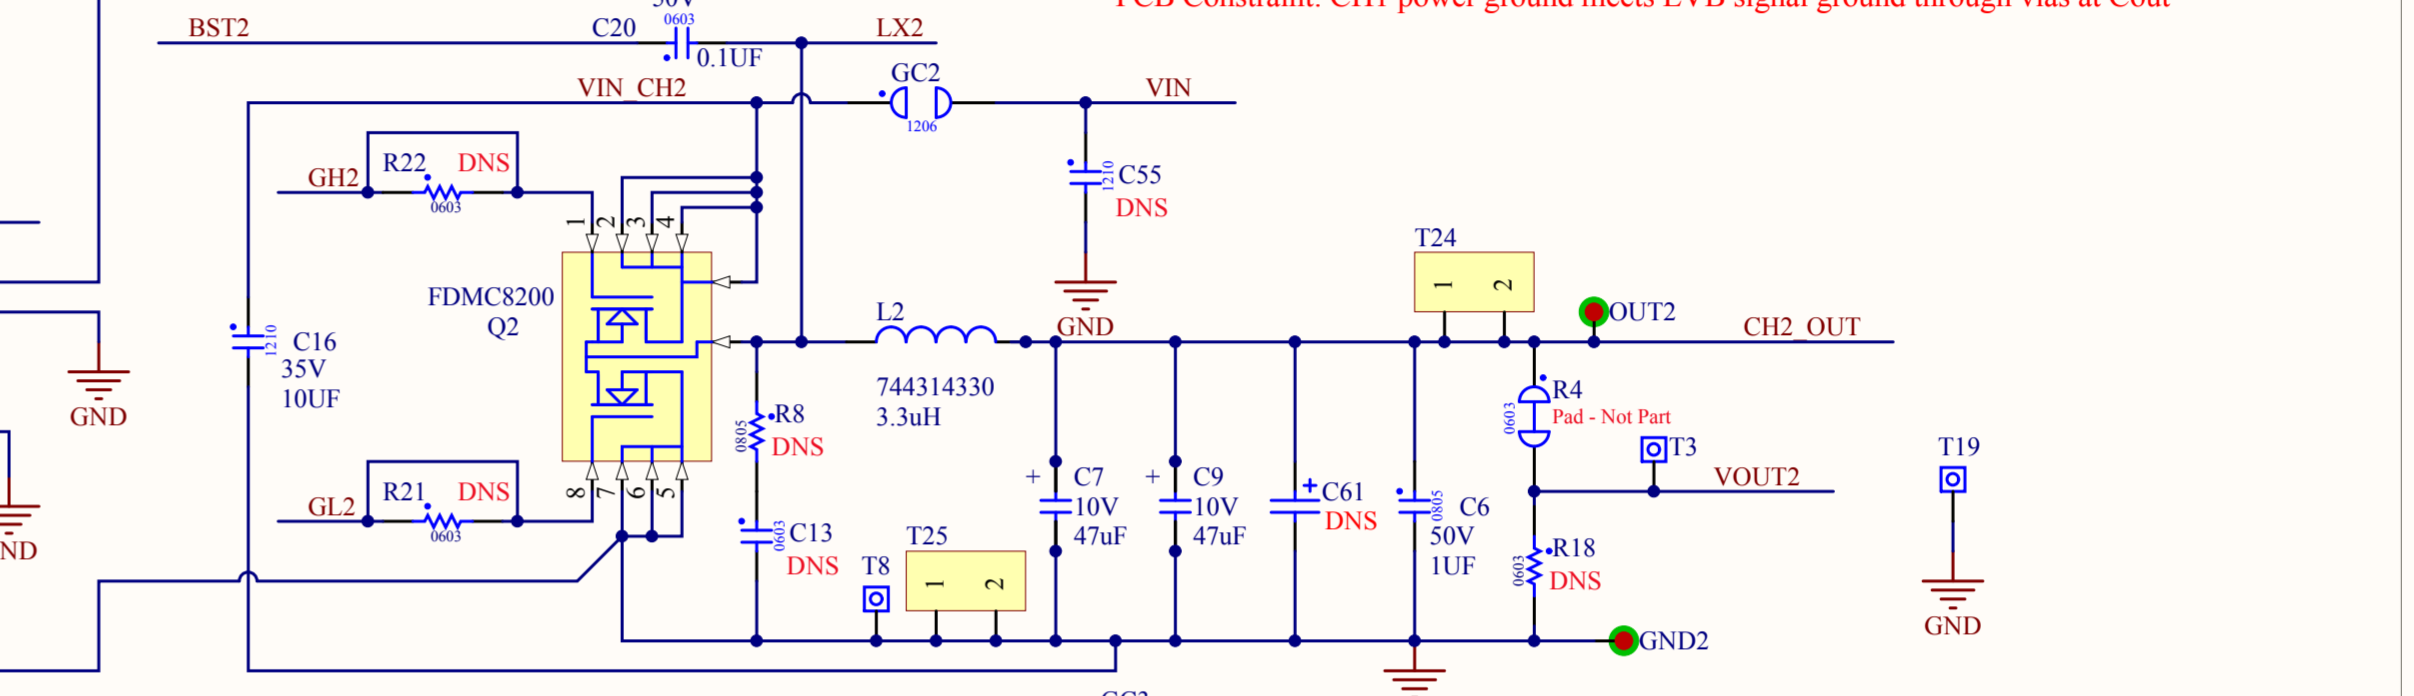 50V
PCB Constraint: CH1 power ground meets EVB signal ground through vias at Cout
BST2
C20
0603
0.1UF
LX2
VIN_CH2
GC2
1206
VIN
R22
DNS
GH2
0603
1210
C55
DNS
GND
1
2
3
4
FDMC8200
Q2
C16
1210
35V
10UF
GND
L2
744314330
3.3uH
T24
1
2
OUT2
CH2_OUT
R8
0805
DNS
R4
0603
Pad - Not Part
T3
VOUT2
T19
GND
R21
DNS
GL2
0603
8
7
6
5
C13
0603
DNS
T8
T25
1
2
+
C7
10V
47uF
+
C9
10V
47uF
+
C61
DNS
C6
0805
50V
1UF
R18
0603
DNS
GND2
ND